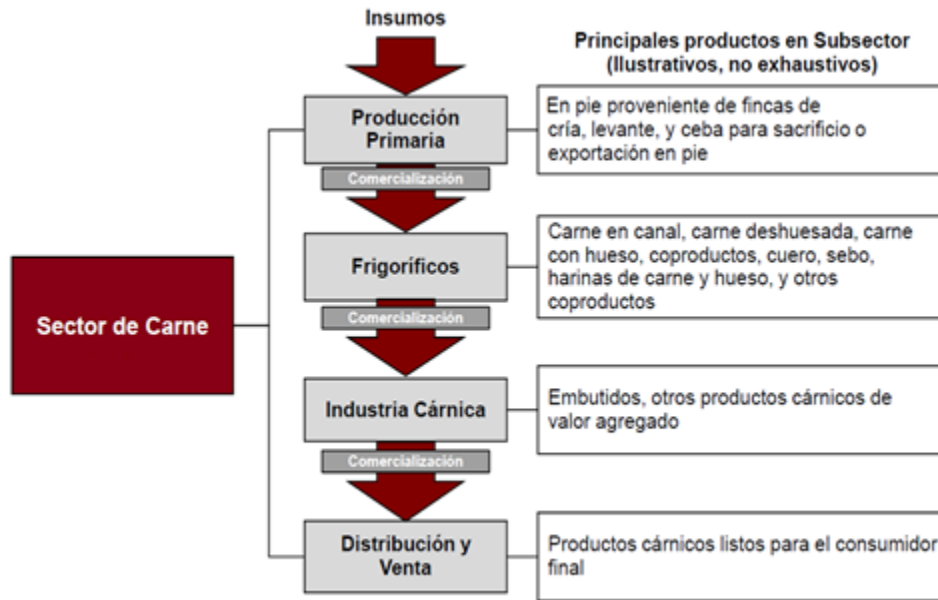 Insumos
Principales productos en Subsector
(Ilustrativos, no exhaustivos)
Producción
Primaria
En pie proveniente de fincas de
cría, levante, y ceba para sacrificio o
exportación en pie
Comercialización
Sector de Carne
Frigoríficos
Carne en canal, carne deshuesada, carne
con hueso, coproductos, cuero, sebo,
harinas de carne y hueso, y otros
coproductos
Comercialización
Industria Cárnica
Embutidos, otros productos cárnicos de
valor agregado
Comercialización
Distribución y
Venta
Productos cárnicos listos para el consumidor
final